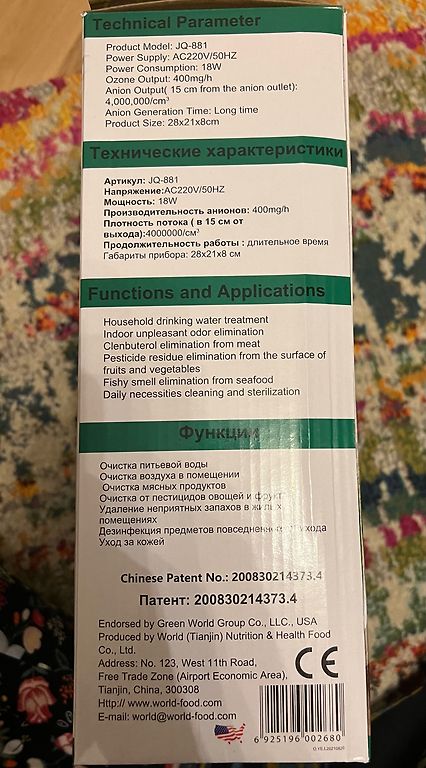 Technical Parameter
Product Model: JQ-881
Power Supply: AC220V/50HZ
Power Consumption: 18W
Ozone Output: 400mg/h
Anion Output( 15 cm from the anion outlet):
4,000,000/cm³
Anion Generation Time: Long time
Product Size: 28x21x8cm
Технические характеристики
Артикул: JQ-881
Напряжение:AC220V/50HZ
Мощность: 18W
Производительность анионов: 400mg/h
Плотность потока ( в 15 см от
выхода):4000000/см³
Продолжительность работы : длительное время
Габариты прибора: 28x21x8 см
Functions and Applications
Household drinking water treatment
Indoor unpleasant odor elimination
Clenbuterol elimination from meat
Pesticide residue elimination from the surface of
fruits and vegetables
Fishy smell elimination from seafood
Daily necessities cleaning and sterilization
Функции
Очистка питьевой воды
Очистка воздуха в помещении
Очистка мясных продуктов
Очистка от пестицидов овощей и фрукт
Удаление неприятных запахов в жилых
помещениях
Дезинфекция предметов повседневн ухода
Уход за кожей
Chinese Patent No.: 200830214373.4
Патент: 200830214373.4
Endorsed by Green World Group Co., LLC., USA
Produced by World (Tianjin) Nutrition & Health Food
Co., Ltd.
Address: No. 123, West 11th Road,
Free Trade Zone (Airport Economic Area),
Tianjin, China, 300308
Http:// www.world-food.com
E-mail: world@world-food.com
CE
6 925196 002680